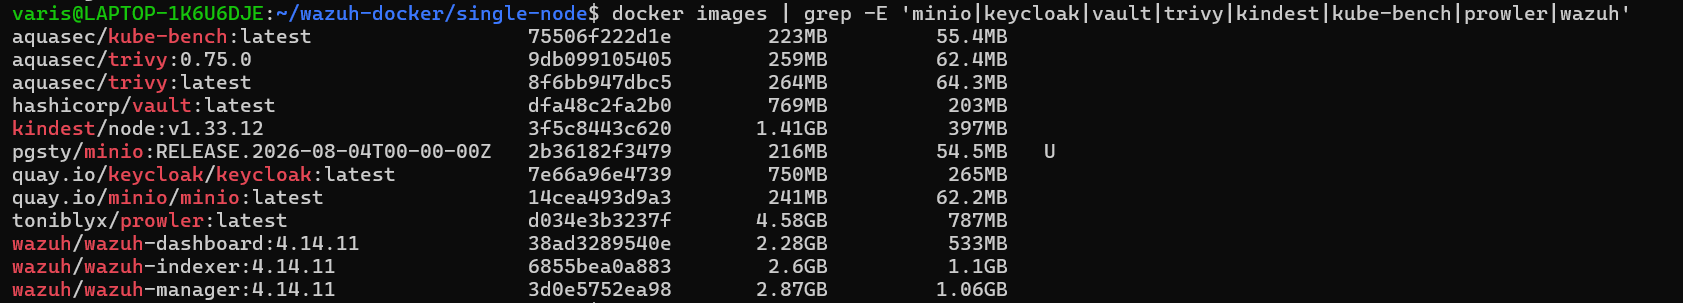 varis@LAPTOP-1K6U6DJE:~/wazuh-docker/single-node$ docker images | grep -E 'minio|keycloak|vault|trivy|kindest|kube-bench|prowler|wazuh'
aquasec/kube-bench:latest 75506f222d1e 223MB 55.4MB
aquasec/trivy:0.75.0 9db099105405 259MB 62.4MB
aquasec/trivy:latest 8f6bb947dbc5 264MB 64.3MB
hashicorp/vault:latest dfa48c2fa2b0 769MB 203MB
kindest/node:v1.33.12 3f5c8443c620 1.41GB 397MB
pgsty/minio:RELEASE.2026-08-04T00-00-00Z 2b36182f3479 216MB 54.5MB U
quay.io/keycloak/keycloak:latest 7e66a96e4739 750MB 265MB
quay.io/minio/minio:latest 14cea493d9a3 241MB 62.2MB
toniblyx/prowler:latest d034e3b3237f 4.58GB 787MB
wazuh/wazuh-dashboard:4.14.11 38ad3289540e 2.28GB 533MB
wazuh/wazuh-indexer:4.14.11 6855bea0a883 2.6GB 1.1GB
wazuh/wazuh-manager:4.14.11 3d0e5752ea98 2.87GB 1.06GB